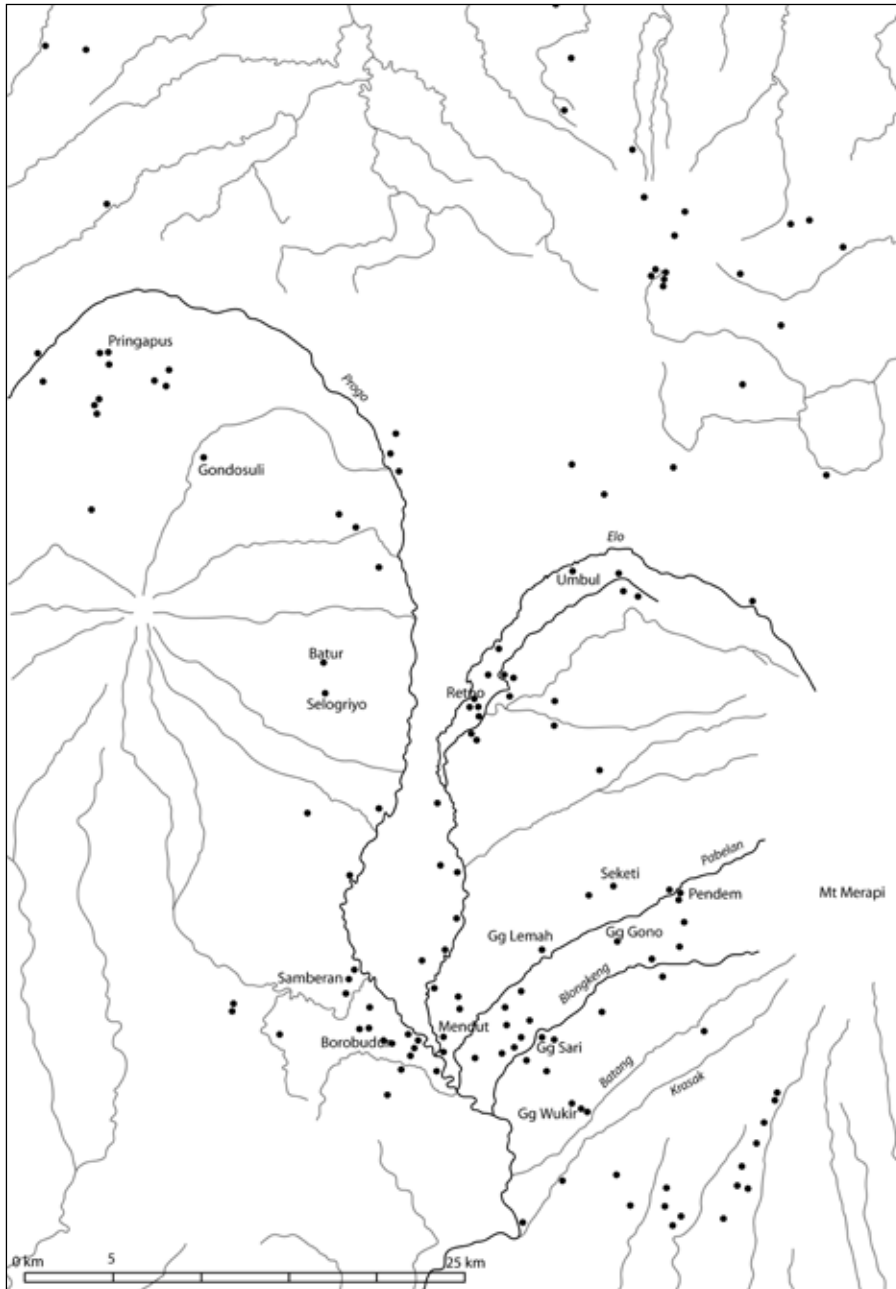 Pringapus
Progo
Gondosuli
Elo
Umbul
Batur
Retno
Selogriyo
Pabelan
Seketi
Pendem
Mt Merapi
Gg Lemah
Gg Gono
Blongkeng
Samberan
Mendut
Borobudur
Gg Sari
Batang
Krasak
Gg Wukir
0 km
5
25 km